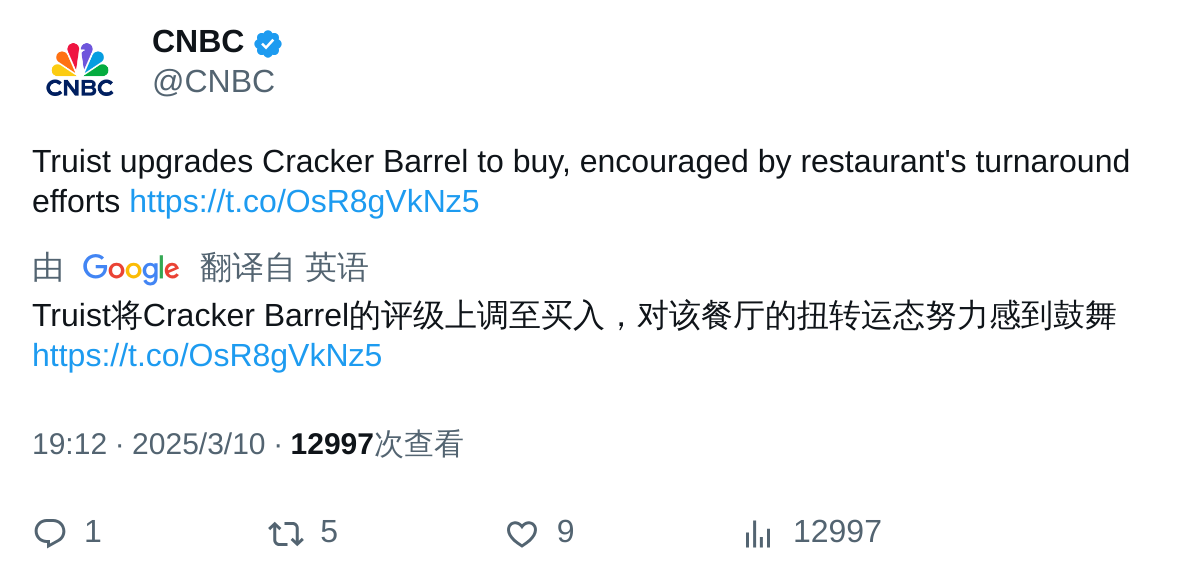 CNBC
CNBC
@CNBC
Truist upgrades Cracker Barrel to buy, encouraged by restaurant's turnaround
efforts https://t.co/OsR8gVkNz5
由 Google 翻译自 英语
Truist将Cracker Barrel的评级上调至买入，对该餐厅的扭转运态努力感到鼓舞
https://t.co/OsR8gVkNz5
19:12 · 2025/3/10 · 12997次查看
1 5 9 12997